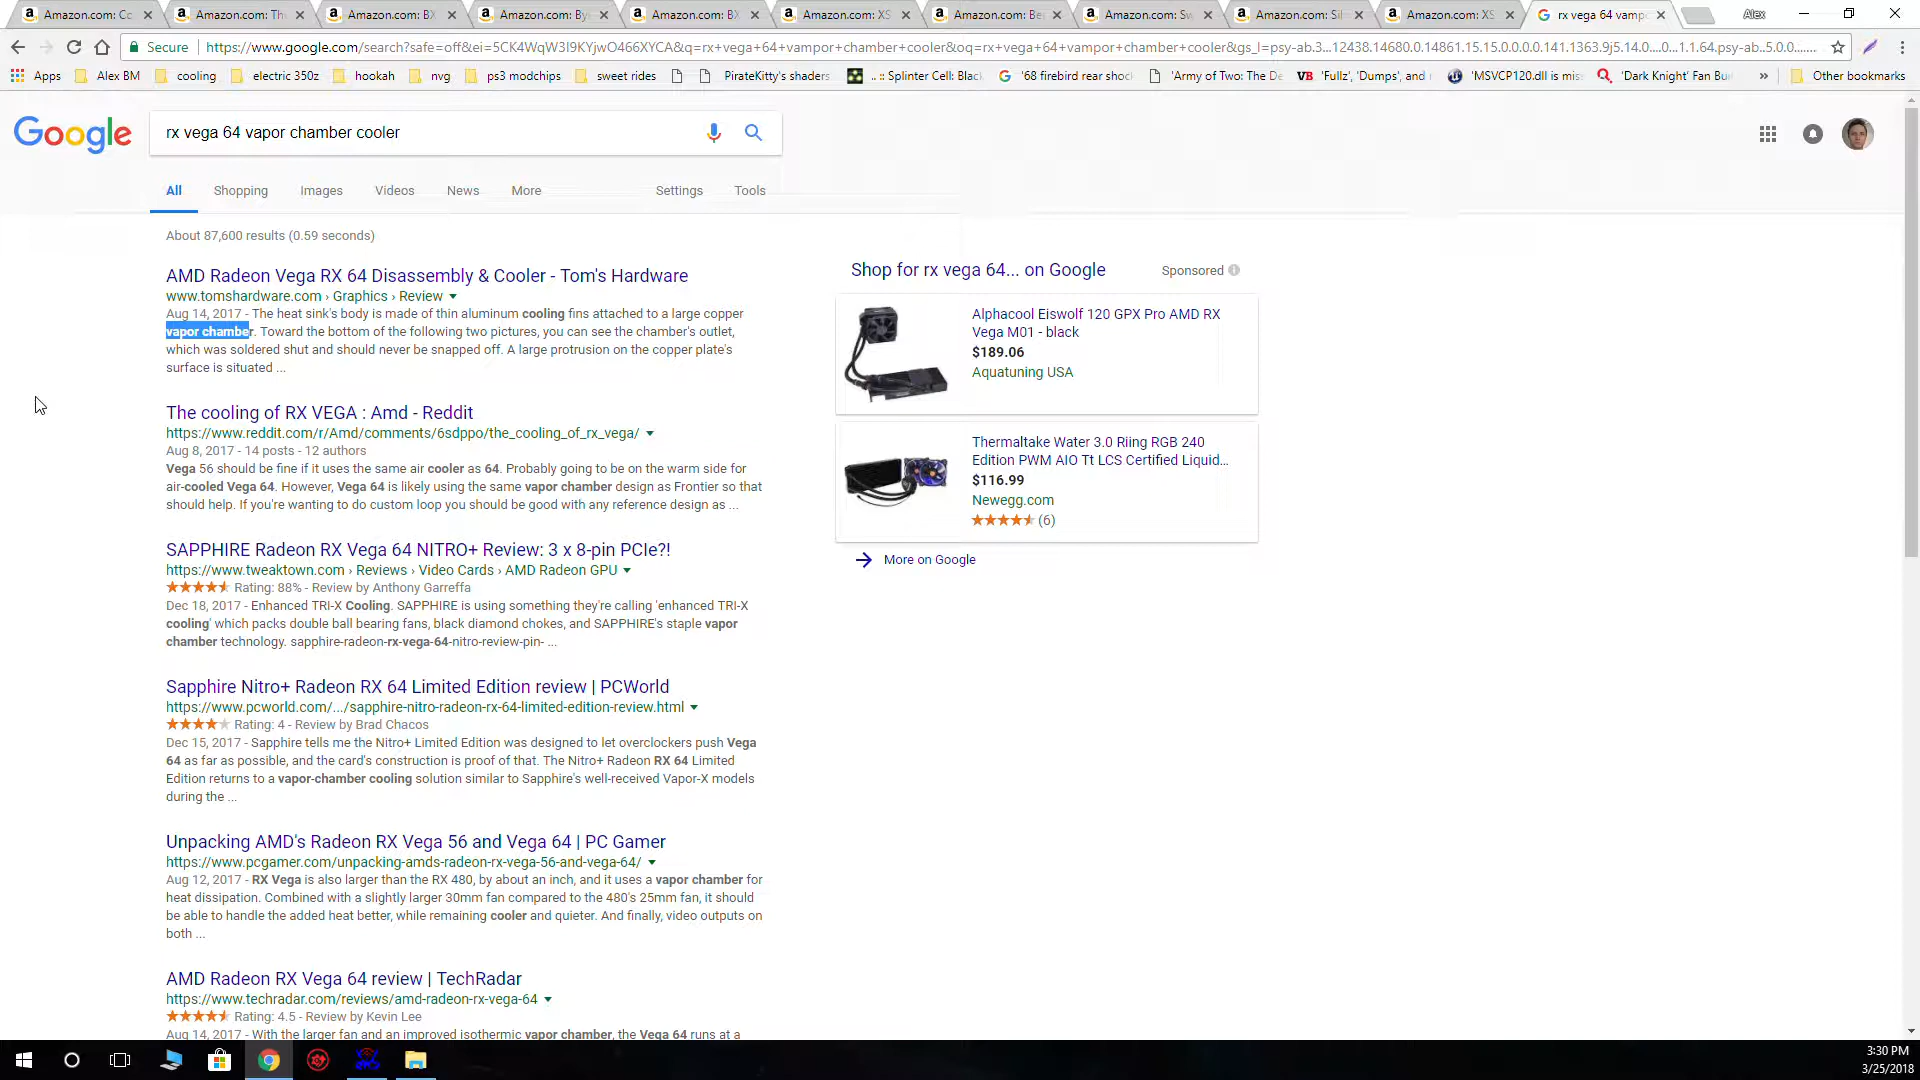 Amazon.com: Cc
Amazon.com: Th
Amazon.com: BX
Amazon.com: Byk
Amazon.com: BX
Amazon.com: XS
Amazon.com: Be
Amazon.com: Sw
Amazon.com: Silv
Amazon.com: XS
rx vega 64 vampo
Alex
Secure
https://www.google.com/search?safe=off&ei=5CK4WqW3I9KYjwO466XYCA&q=rx+vega+64+vampor+chamber+cooler&oq=rx+vega+64+vampor+chamber+cooler&gs_l=psy-ab.3...12438.14680.0.14861.15.15.0.0.0.0.141.1363.9j5.14.0....0...1.1.64.psy-ab..5.0.0....
Apps
Alex BM
cooling
electric 350z
hookah
nvg
ps3 modchips
sweet rides
PirateKitty's shaders
.. :: Splinter Cell: Black
'68 firebird rear shock
'Army of Two: The De
VB 'Fullz', 'Dumps', and
'MSVCP120.dll is mis
'Dark Knight' Fan Bu
»
Other bookmarks
Google
rx vega 64 vapor chamber cooler
All
Shopping
Images
Videos
News
More
Settings
Tools
About 87,600 results (0.59 seconds)
AMD Radeon Vega RX 64 Disassembly & Cooler - Tom's Hardware
www.tomshardware.com › Graphics › Review
Aug 14, 2017 - The heat sink's body is made of thin aluminum cooling fins attached to a large copper
vapor chamber. Toward the bottom of the following two pictures, you can see the chamber's outlet,
which was soldered shut and should never be snapped off. A large protrusion on the copper plate's
surface is situated ...
The cooling of RX VEGA : Amd - Reddit
https://www.reddit.com/r/Amd/comments/6sdppo/the_cooling_of_rx_vega/
Aug 8, 2017 - 14 posts - 12 authors
Vega 56 should be fine if it uses the same air cooler as 64. Probably going to be on the warm side for
air-cooled Vega 64. However, Vega 64 is likely using the same vapor chamber design as Frontier so that
should help. If you're wanting to do custom loop you should be good with any reference design as ...
SAPPHIRE Radeon RX Vega 64 NITRO+ Review: 3 x 8-pin PCIe?!
https://www.tweaktown.com › Reviews › Video Cards › AMD Radeon GPU
Rating: 88% - Review by Anthony Garreffa
Dec 18, 2017 - Enhanced TRI-X Cooling. SAPPHIRE is using something they're calling 'enhanced TRI-X
cooling' which packs double ball bearing fans, black diamond chokes, and SAPPHIRE's staple vapor
chamber technology. sapphire-radeon-rx-vega-64-nitro-review-pin- ...
Sapphire Nitro+ Radeon RX 64 Limited Edition review | PCWorld
https://www.pcworld.com/.../sapphire-nitro-radeon-rx-64-limited-edition-review.html
Rating: 4 - Review by Brad Chacos
Dec 15, 2017 - Sapphire tells me the Nitro+ Limited Edition was designed to let overclockers push Vega
64 as far as possible, and the card's construction is proof of that. The Nitro+ Radeon RX 64 Limited
Edition returns to a vapor-chamber cooling solution similar to Sapphire's well-received Vapor-X models
during the ...
Unpacking AMD's Radeon RX Vega 56 and Vega 64 | PC Gamer
https://www.pcgamer.com/unpacking-amds-radeon-rx-vega-56-and-vega-64/
Aug 12, 2017 - RX Vega is also larger than the RX 480, by about an inch, and it uses a vapor chamber for
heat dissipation. Combined with a slightly larger 30mm fan compared to the 480's 25mm fan, it should
be able to handle the added heat better, while remaining cooler and quieter. And finally, video outputs on
both ...
AMD Radeon RX Vega 64 review | TechRadar
https://www.techradar.com/reviews/amd-radeon-rx-vega-64
Rating: 4.5 - Review by Kevin Lee
Aug 14, 2017 - With the larger fan and an improved isothermic vapor chamber, the Vega 64 runs at a
Shop for rx vega 64... on Google
Sponsored
Alphacool Eiswolf 120 GPX Pro AMD RX
Vega M01 - black
$189.06
Aquatuning USA
Thermaltake Water 3.0 Riing RGB 240
Edition PWM AIO Tt LCS Certified Liquid...
$116.99
Newegg.com
(6)
More on Google
3:30 PM
3/25/2018